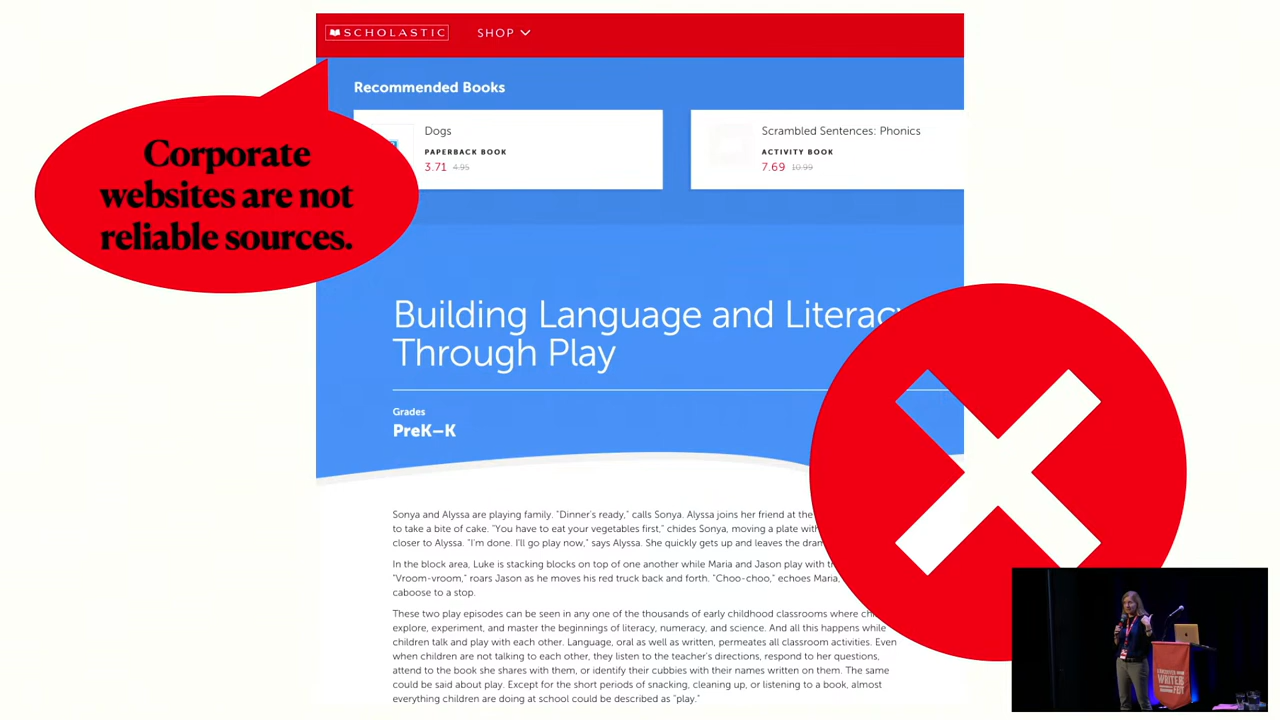 SCHOLASTIC
SHOP
Recommended Books
Dogs
PAPERBACK BOOK
3.71 4.95
Scrambled Sentences: Phonics
ACTIVITY BOOK
7.69 10.99
Corporate
websites are not
reliable sources.
Building Language and Literacy
Through Play
Grades
PreK–K
Sonya and Alyssa are playing family. "Dinner's ready," calls Sonya. Alyssa joins her friend at the
to take a bite of cake. "You have to eat your vegetables first," chides Sonya, moving a plate with
closer to Alyssa. "I'm done. I'll go play now," says Alyssa. She quickly gets up and leaves the
In the block area, Luke is stacking blocks on top of one another while Maria and Jason play with
"Vroom-vroom," roars Jason as he moves his red truck back and forth. "Choo-choo," echoes Maria,
caboose to a stop.
These two play episodes can be seen in any one of the thousands of early childhood classrooms where
explore, experiment, and master the beginnings of literacy, numeracy, and science. And all this happens while
children talk and play with each other. Language, oral as well as written, permeates all classroom activities. Even
when children are not talking to each other, they listen to the teacher's directions, respond to her questions,
attend to the book she shares with them, or identify their cubbies with their names written on them. The same
could be said about play. Except for the short periods of snacking, cleaning up, or listening to a book, almost
everything children are doing at school could be described as "play."
WRITER